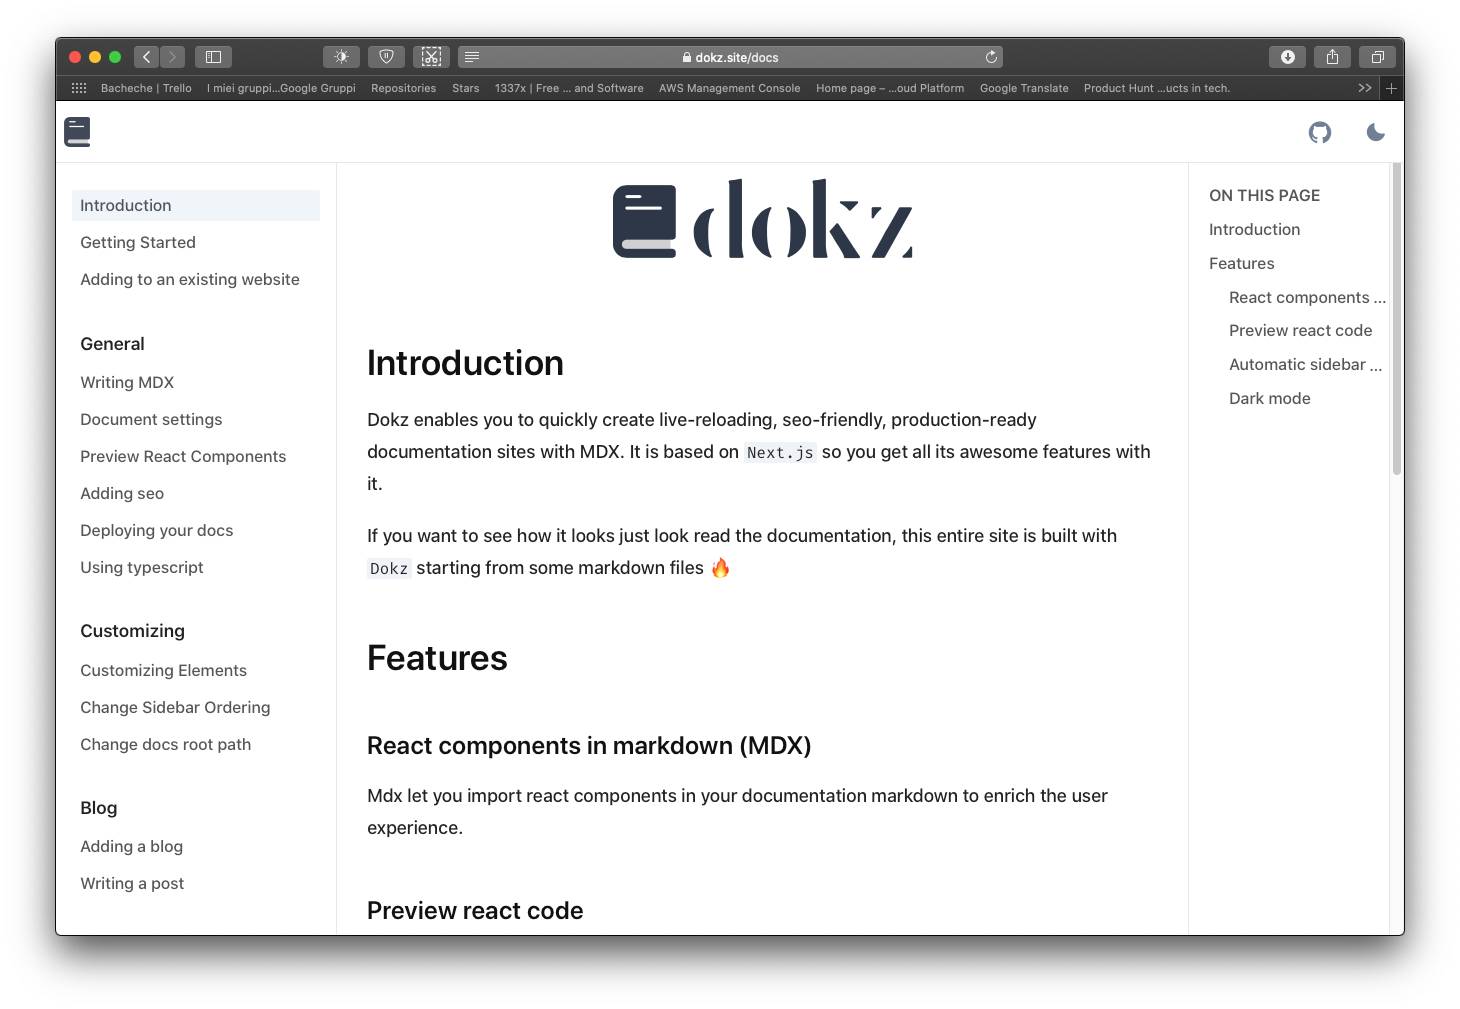 dokz.site/docs
Bacheche | Trello I miei gruppi...Google Gruppi Repositories Stars 1337x | Free ... and Software AWS Management Console Home page – ...oud Platform Google Translate Product Hunt ...ucts in tech.
Introduction
Getting Started
Adding to an existing website
General
Writing MDX
Document settings
Preview React Components
Adding seo
Deploying your docs
Using typescript
Customizing
Customizing Elements
Change Sidebar Ordering
Change docs root path
Blog
Adding a blog
Writing a post
dokz
Introduction
Dokz enables you to quickly create live-reloading, seo-friendly, production-ready
documentation sites with MDX. It is based on Next.js so you get all its awesome features with
it.
If you want to see how it looks just look read the documentation, this entire site is built with
Dokz starting from some markdown files 🔥
Features
React components in markdown (MDX)
Mdx let you import react components in your documentation markdown to enrich the user
experience.
Preview react code
ON THIS PAGE
Introduction
Features
React components ...
Preview react code
Automatic sidebar ...
Dark mode